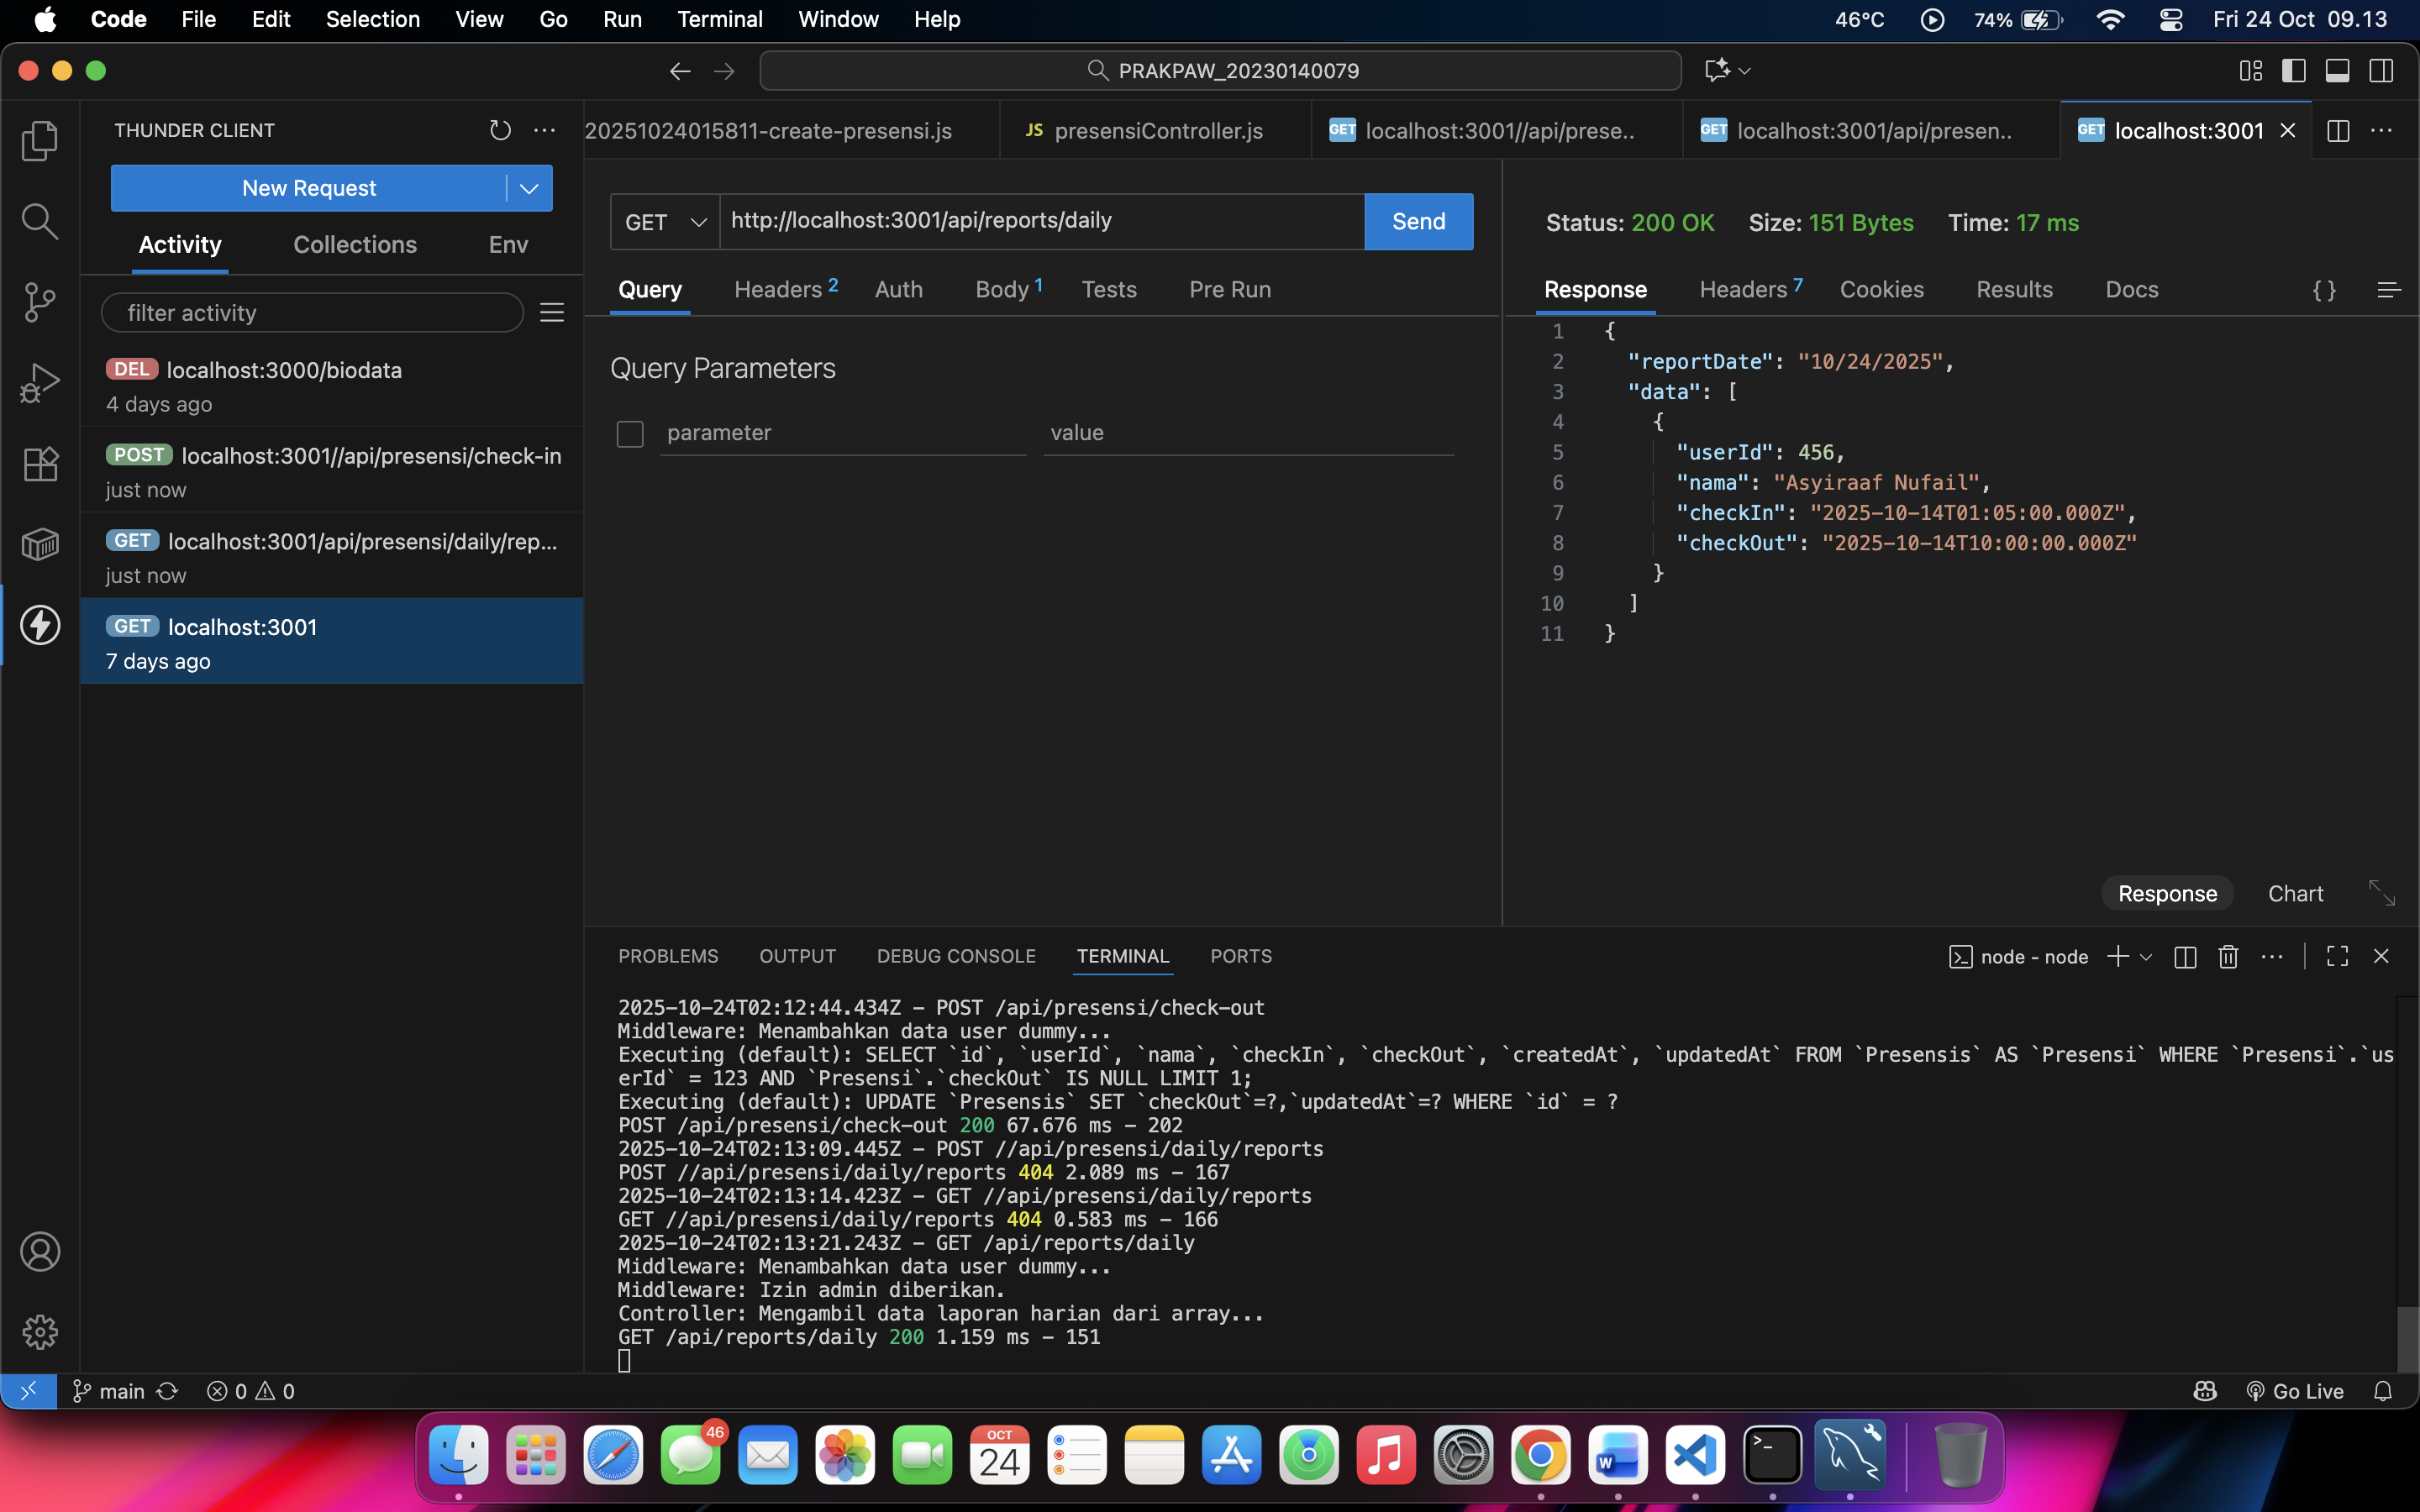 Code File Edit Selection View Go Run Terminal Window Help 46°C 74% Fri 24 Oct 09.13
PRAKPAW_20230140079
THUNDER CLIENT
New Request
Activity Collections Env
filter activity
DEL localhost:3000/biodata
4 days ago
POST localhost:3001//api/presensi/check-in
just now
GET localhost:3001/api/presensi/daily/rep...
just now
GET localhost:3001
7 days ago
20251024015811-create-presensi.js JS presensiController.js GET localhost:3001//api/prese.. GET localhost:3001/api/presen.. GET localhost:3001
GET http://localhost:3001/api/reports/daily Send
Query Headers 2 Auth Body 1 Tests Pre Run
Query Parameters
parameter value
Status: 200 OK Size: 151 Bytes Time: 17 ms
Response Headers 7 Cookies Results Docs { }
1 {
2 "reportDate": "10/24/2025",
3 "data": [
4 {
5 "userId": 456,
6 "nama": "Asyiraaf Nufail",
7 "checkIn": "2025-10-14T01:05:00.000Z",
8 "checkOut": "2025-10-14T10:00:00.000Z"
9 }
10 ]
11 }
Response Chart
PROBLEMS OUTPUT DEBUG CONSOLE TERMINAL PORTS node - node
2025-10-24T02:12:44.434Z - POST /api/presensi/check-out
Middleware: Menambahkan data user dummy...
Executing (default): SELECT `id`, `userId`, `nama`, `checkIn`, `checkOut`, `createdAt`, `updatedAt` FROM `Presensis` AS `Presensi` WHERE `Presensi`.`us
erId` = 123 AND `Presensi`.`checkOut` IS NULL LIMIT 1;
Executing (default): UPDATE `Presensis` SET `checkOut`=?,`updatedAt`=? WHERE `id` = ?
POST /api/presensi/check-out 200 67.676 ms - 202
2025-10-24T02:13:09.445Z - POST //api/presensi/daily/reports
POST //api/presensi/daily/reports 404 2.089 ms - 167
2025-10-24T02:13:14.423Z - GET //api/presensi/daily/reports
GET //api/presensi/daily/reports 404 0.583 ms - 166
2025-10-24T02:13:21.243Z - GET /api/reports/daily
Middleware: Menambahkan data user dummy...
Middleware: Izin admin diberikan.
Controller: Mengambil data laporan harian dari array...
GET /api/reports/daily 200 1.159 ms - 151
main 0 0 Go Live
46
OCT
24
W